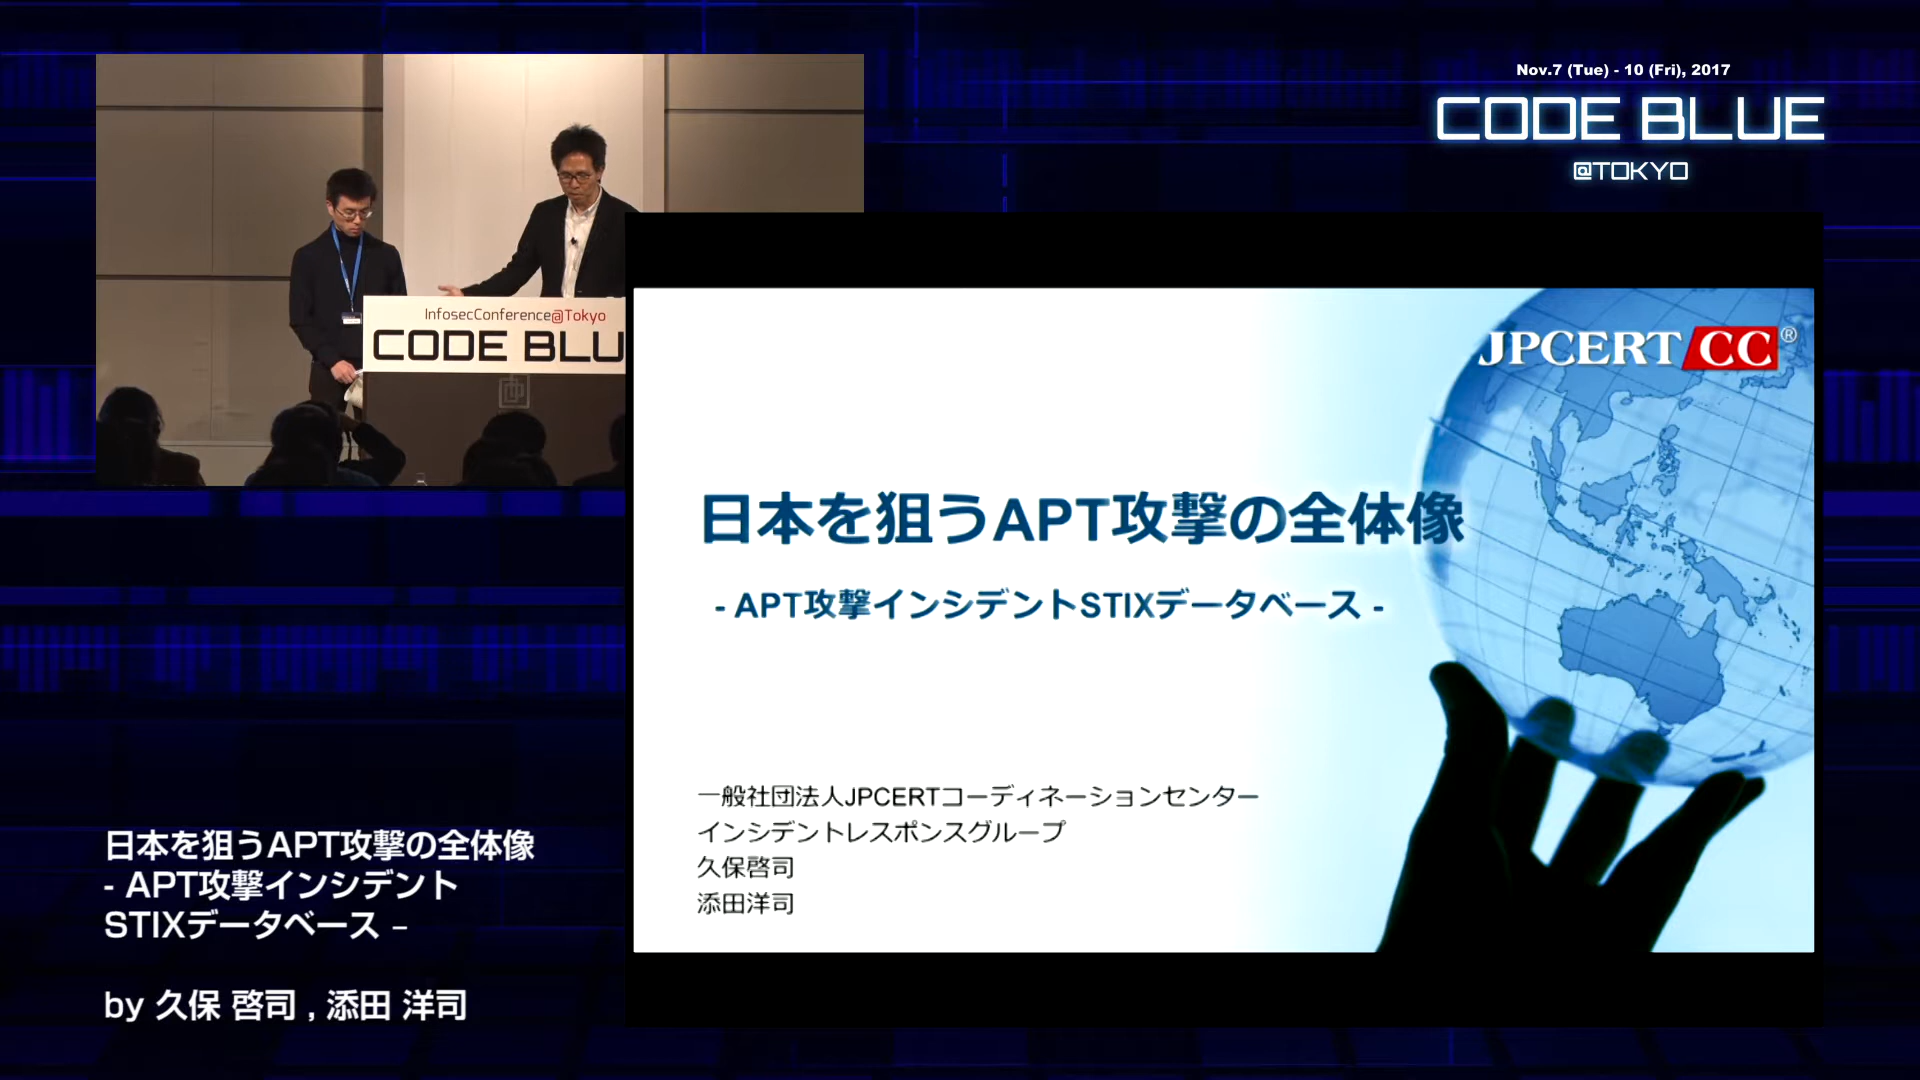 Nov.7 (Tue) - 10 (Fri), 2017
CODE BLUE
@TOKYO
InfosecConference@Tokyo
CODE BLU
JPCERT CC®
日本を狙うAPT攻撃の全体像
- APT攻撃インシデントSTIXデータベース -
一般社団法人JPCERTコーディネーションセンター
インシデントレスポンスグループ
久保啓司
添田洋司
日本を狙うAPT攻撃の全体像
- APT攻撃インシデント
STIXデータベース –
by 久保 啓司 , 添田 洋司